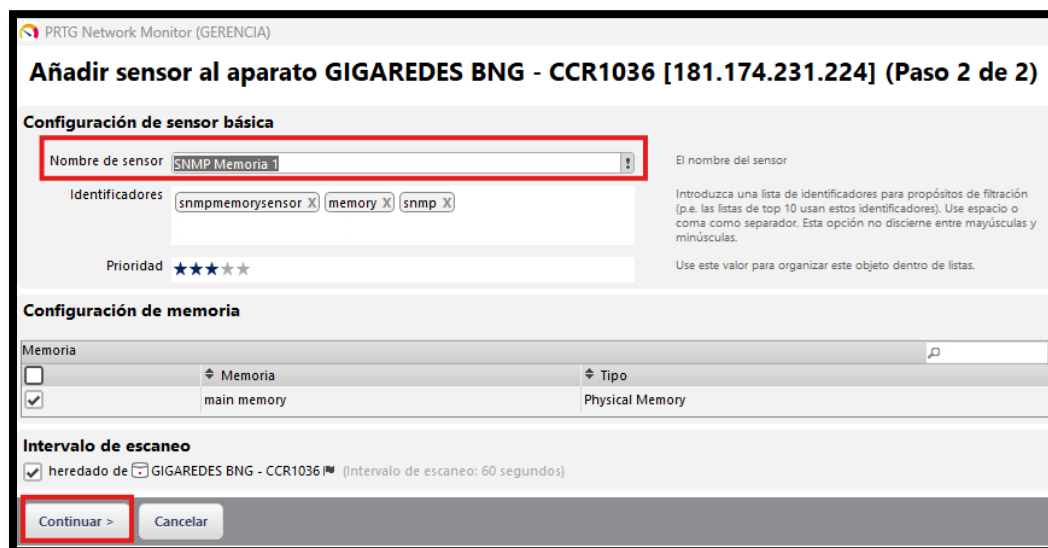 PRTG Network Monitor (GERENCIA)
Añadir sensor al aparato GIGAREDES BNG - CCR1036 [181.174.231.224] (Paso 2 de 2)
Configuración de sensor básica
Nombre de sensor SNMP Memoria 1 El nombre del sensor
Identificadores snmpmemorysensor X memory X snmp X Introduzca una lista de identificadores para propósitos de filtración
(p.e. las listas de top 10 usan estos identificadores). Use espacio o
coma como separador. Esta opción no discierne entre mayúsculas y
minúsculas.
Prioridad Use este valor para organizar este objeto dentro de listas.
Configuración de memoria
Memoria
Memoria Tipo
main memory Physical Memory
Intervalo de escaneo
heredado de GIGAREDES BNG - CCR1036 (Intervalo de escaneo: 60 segundos)
Continuar > Cancelar